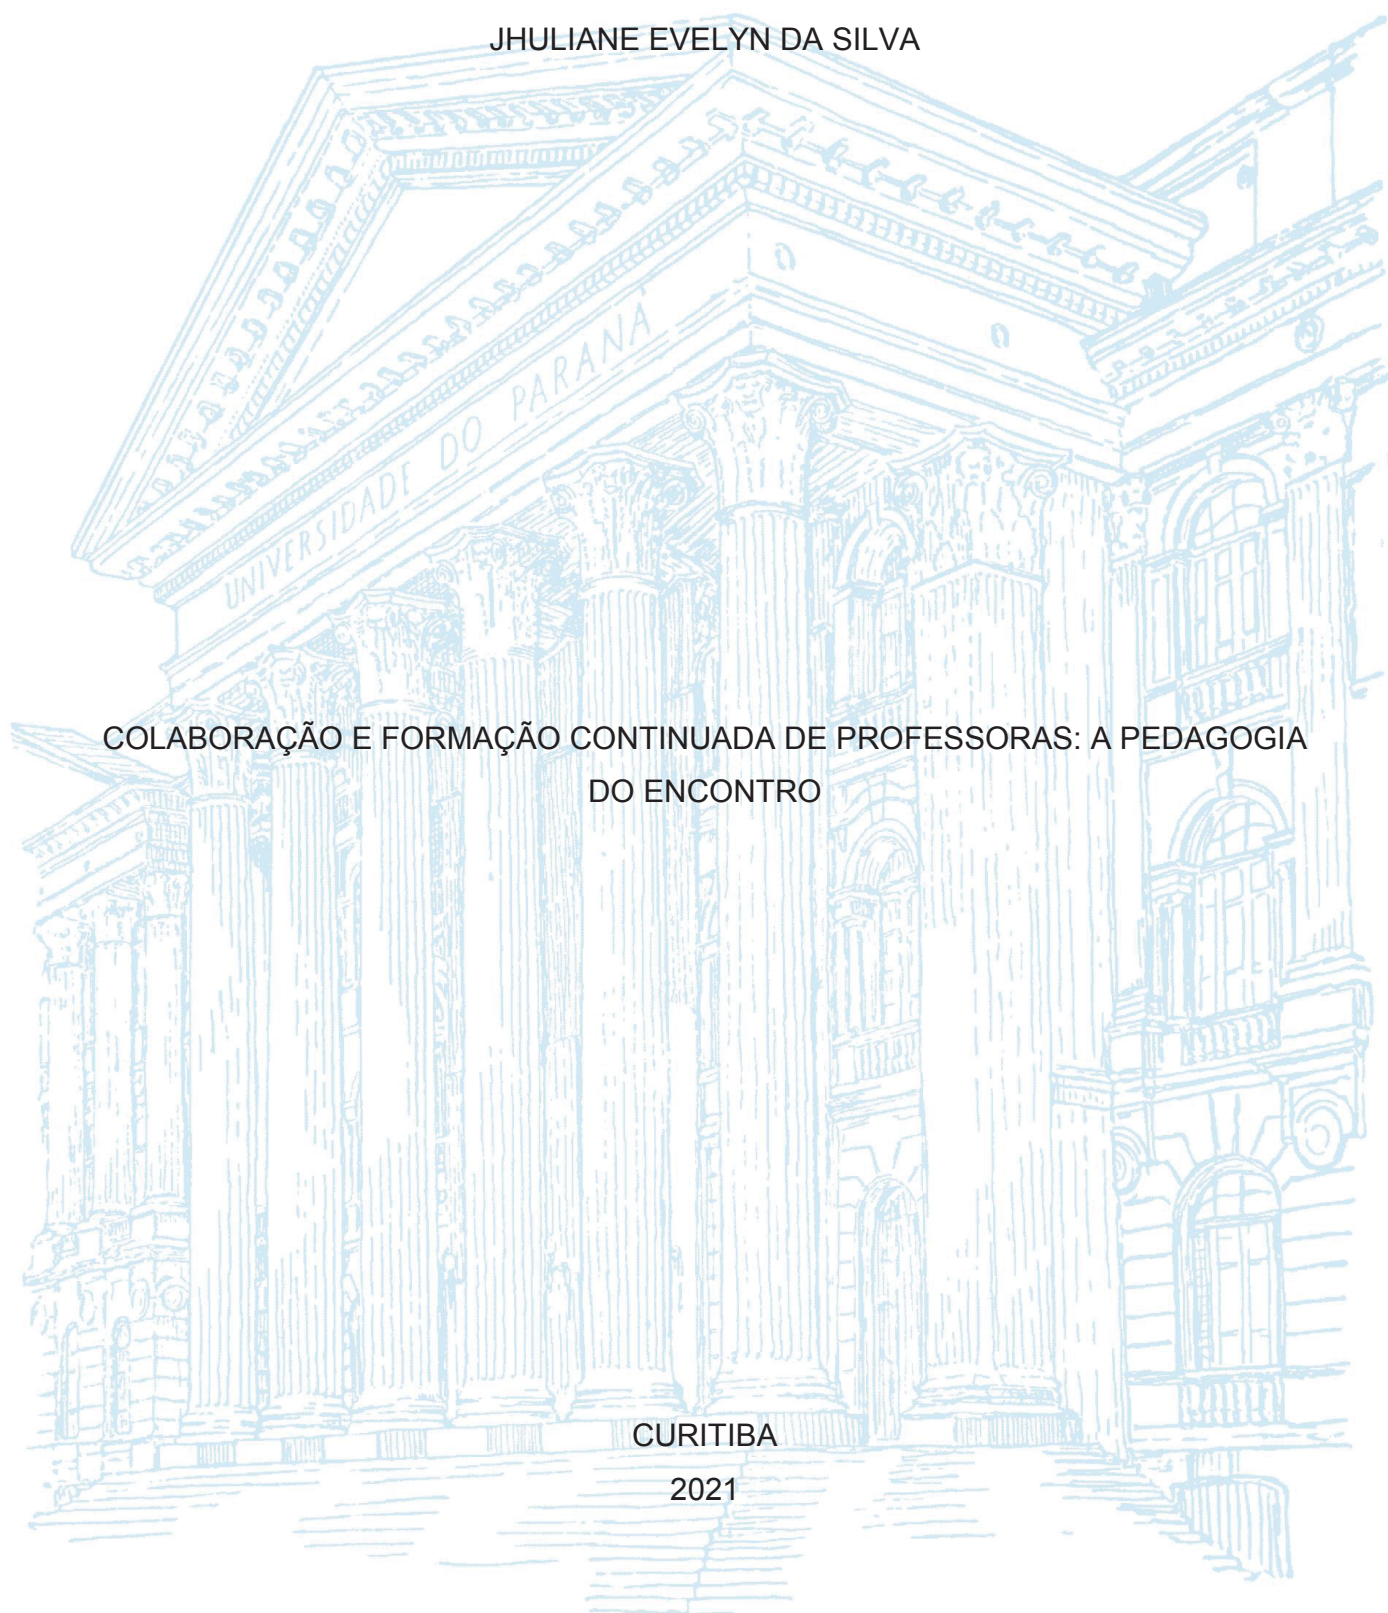 JHULIANE EVELYN DA SILVA
UNIVERSIDADE DO PARANÁ
COLABORAÇÃO E FORMAÇÃO CONTINUADA DE PROFESSORAS: A PEDAGOGIA
DO ENCONTRO
CURITIBA
2021